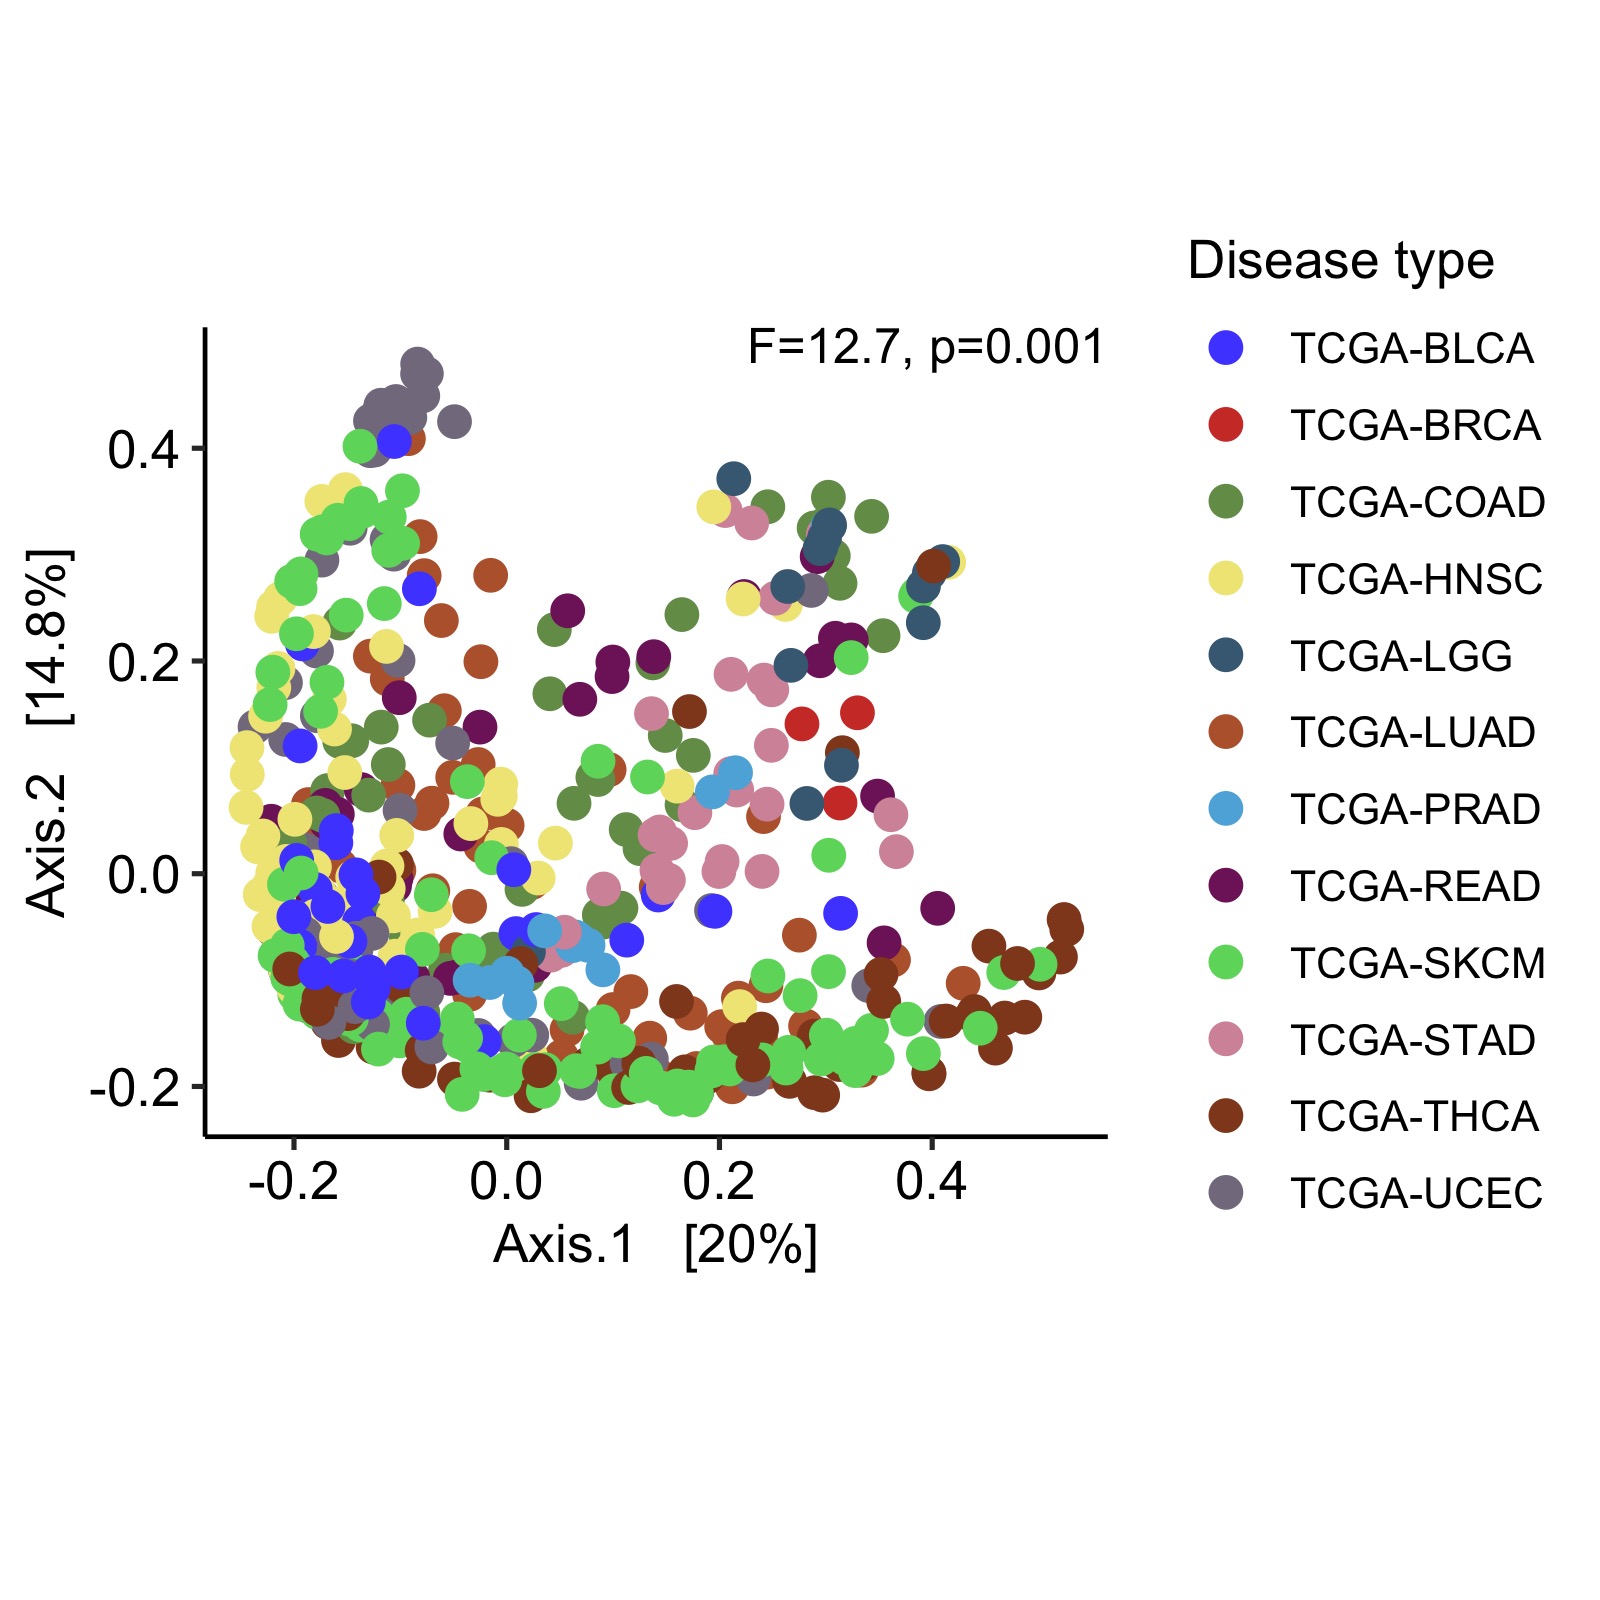 Disease type
F=12.7, p=0.001
TCGA-BLCA
TCGA-BRCA
TCGA-COAD
TCGA-HNSC
TCGA-LGG
TCGA-LUAD
TCGA-PRAD
TCGA-READ
TCGA-SKCM
TCGA-STAD
TCGA-THCA
TCGA-UCEC
Axis.2 [14.8%]
0.4
0.2
0.0
-0.2
-0.2 0.0 0.2 0.4
Axis.1 [20%]